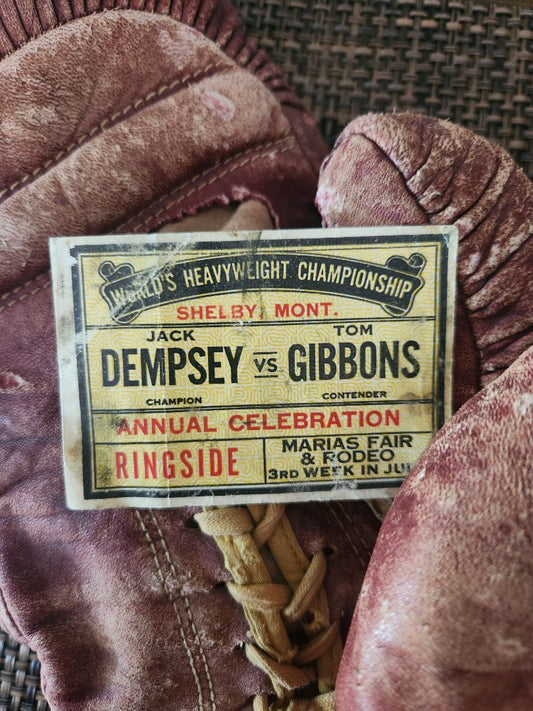 WORLD'S HEAVYWEIGHT CHAMPIONSHIP
SHELBY, MONT.
JACK DEMPSEY VS TOM GIBBONS
CHAMPION CONTENDER
ANNUAL CELEBRATION
RINGSIDE
MARIAS FAIR
& RODEO
3RD WEEK IN